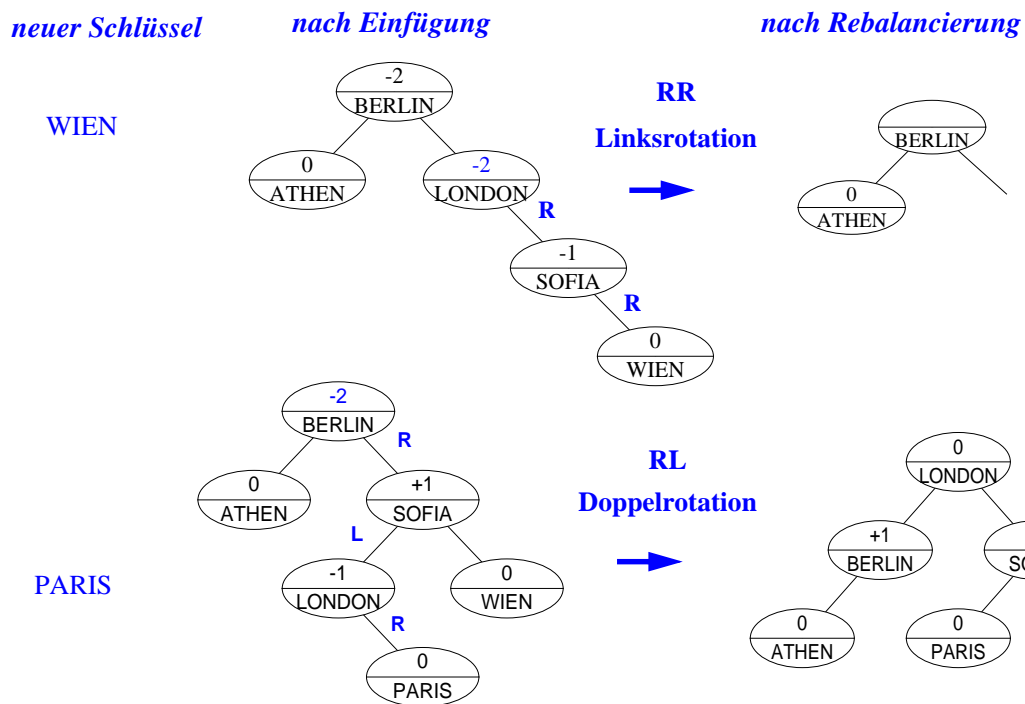 neuer Schlüssel
nach Einfügung
nach Rebalancierung
WIEN
-2
BERLIN
0
ATHEN
-2
LONDON
R
-1
SOFIA
R
0
WIEN
RR
Linksrotation
BERLIN
0
ATHEN
PARIS
-2
BERLIN
R
0
ATHEN
+1
SOFIA
L
-1
LONDON
0
WIEN
R
0
PARIS
RL
Doppelrotation
0
LONDON
+1
BERLIN
0
ATHEN
0
PARIS